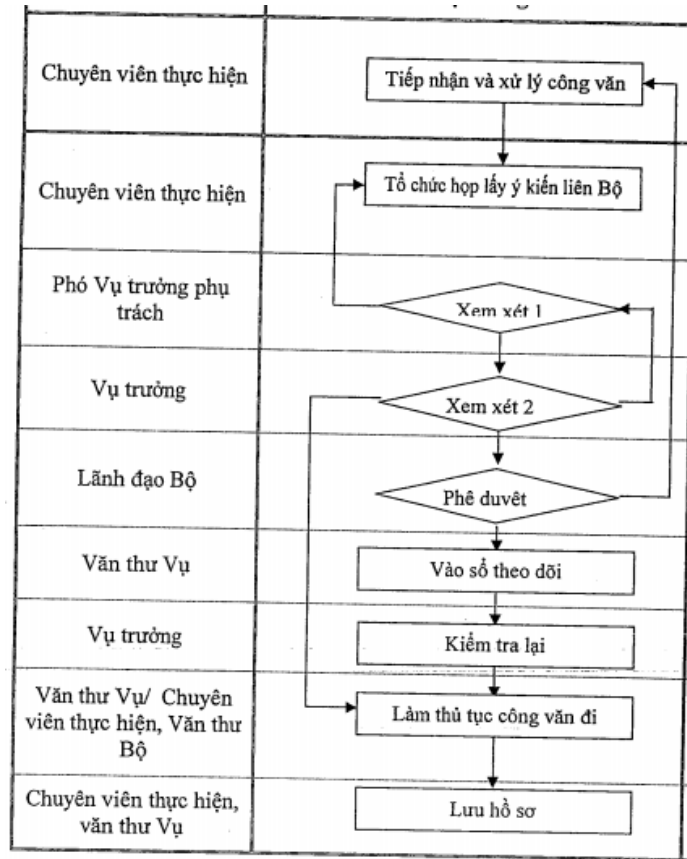 Chuyên viên thực hiện
Tiếp nhận và xử lý công văn
Chuyên viên thực hiện
Tổ chức họp lấy ý kiến liên Bộ
Phó Vụ trưởng phụ
trách
Xem xét 1
Vụ trưởng
Xem xét 2
Lãnh đạo Bộ
Phê duyêt
Văn thư Vụ
Vào sổ theo dõi
Vụ trưởng
Kiểm tra lại
Văn thư Vụ/ Chuyên
viên thực hiện, Văn thư
Bộ
Làm thủ tục công văn đi
Chuyên viên thực hiện,
văn thư Vụ
Lưu hồ sơ